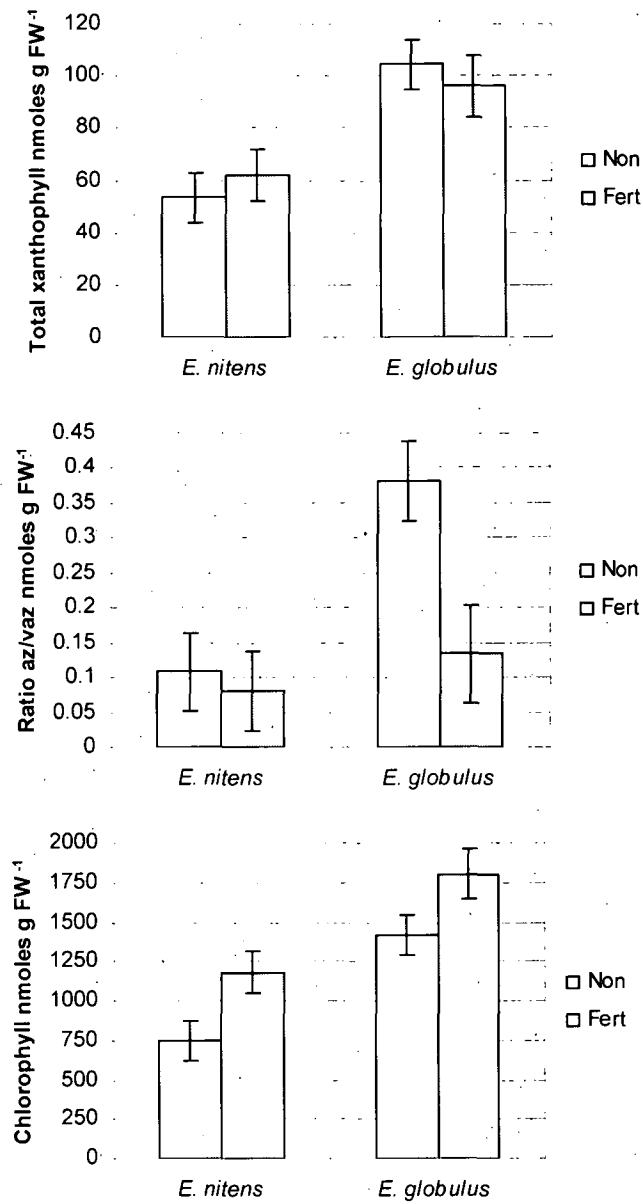 Total xanthophyll nmoles g FW⁻¹
120
100
80
60
40
20
0
E. nitens
E. globulus
Non
Fert
Ratio az/vaz nmoles g FW⁻¹
0.45
0.4
0.35
0.3
0.25
0.2
0.15
0.1
0.05
0
E. nitens
E. globulus
Non
Fert
Chlorophyll nmoles g FW⁻¹
2000
1750
1500
1250
1000
750
500
250
0
E. nitens
E. globulus
Non
Fert